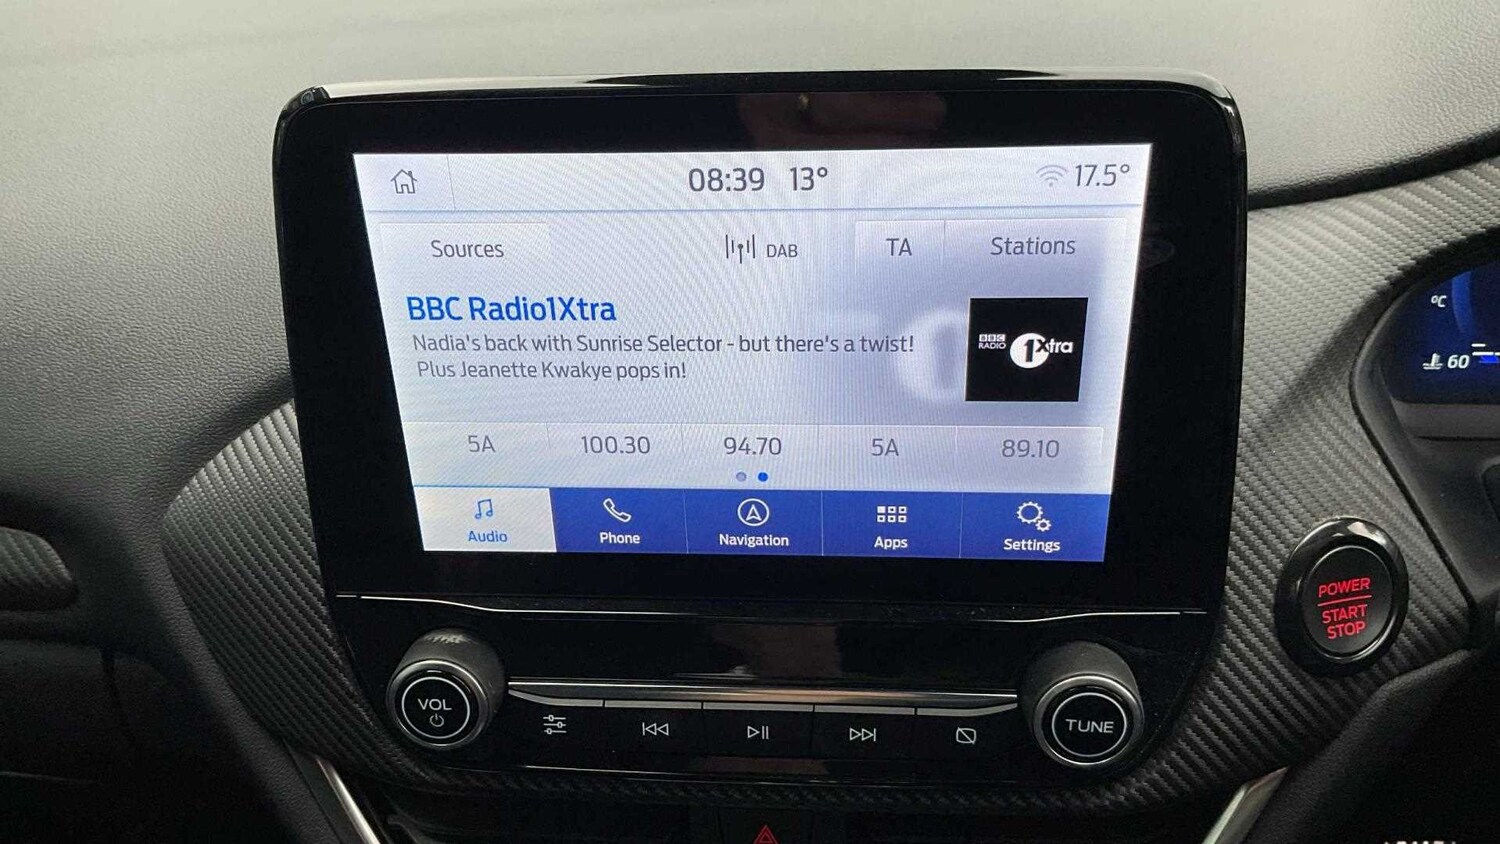 08:39 13°
17.5°
Sources
DAB
TA
Stations
BBC Radio1Xtra
Nadia's back with Sunrise Selector - but there's a twist!
Plus Jeanette Kwakye pops in!
BBC
RADIO
1Xtra
5A
100.30
94.70
5A
89.10
Audio
Phone
Navigation
Apps
Settings
°C
60
POWER
START
STOP
VOL
TUNE